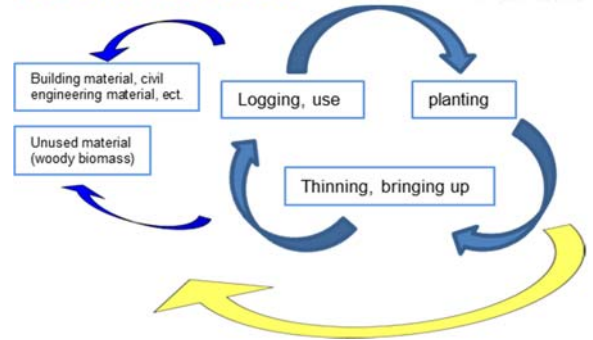 Building material, civil
engineering material, ect.
Logging, use
planting
Unused material
(woody biomass)
Thinning, bringing up